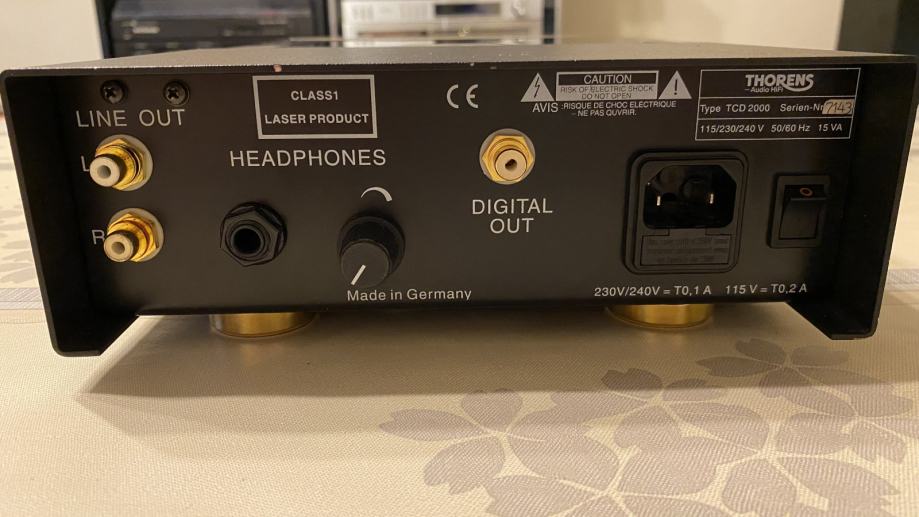 LINE OUT
L
R
CLASS1
LASER PRODUCT
HEADPHONES
Made in Germany
CE
CAUTION
RISK OF ELECTRIC SHOCK
DO NOT OPEN
AVIS :RISQUE DE CHOC ELECTRIQUE
– NE PAS OUVRIR.
DIGITAL
OUT
THORENS
Audio HiFi
Type TCD 2000 Serien-Nr 7143
115/230/240 V 50/60 Hz 15 VA
230V/240V = T0,1 A 115 V = T0,2 A